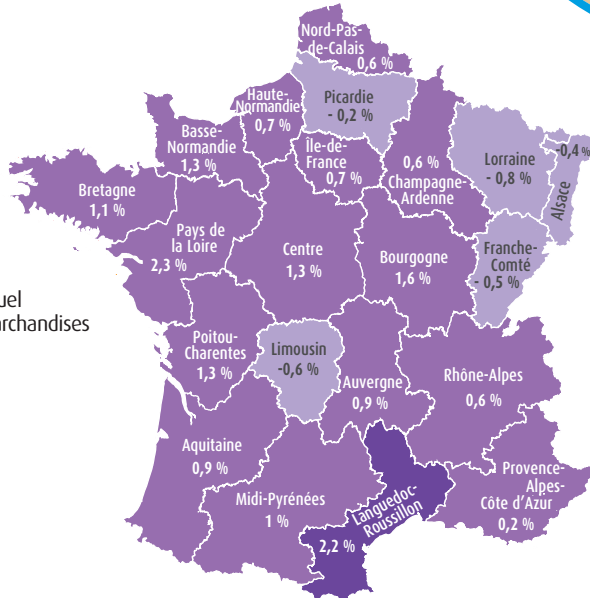 Nord-Pas-
de-Calais
0,6 %
Haute-
Normandie
0,7 %
Picardie
- 0,2 %
Basse-
Normandie
1,3 %
Île-de-
France
0,7 %
0,6 %
Champagne-
Ardenne
Lorraine
- 0,8 %
-0,4 %
Alsace
Bretagne
1,1 %
Pays de
la Loire
2,3 %
Centre
1,3 %
Bourgogne
1,6 %
Franche-
Comté
- 0,5 %
uel
archandises
Poitou-
Charentes
1,3 %
Limousin
-0,6 %
Auvergne
0,9 %
Rhône-Alpes
0,6 %
Aquitaine
0,9 %
Midi-Pyrénées
1 %
Languedoc-
Roussillon
2,2 %
Provence-
Alpes-
Côte d'Azur
0,2 %